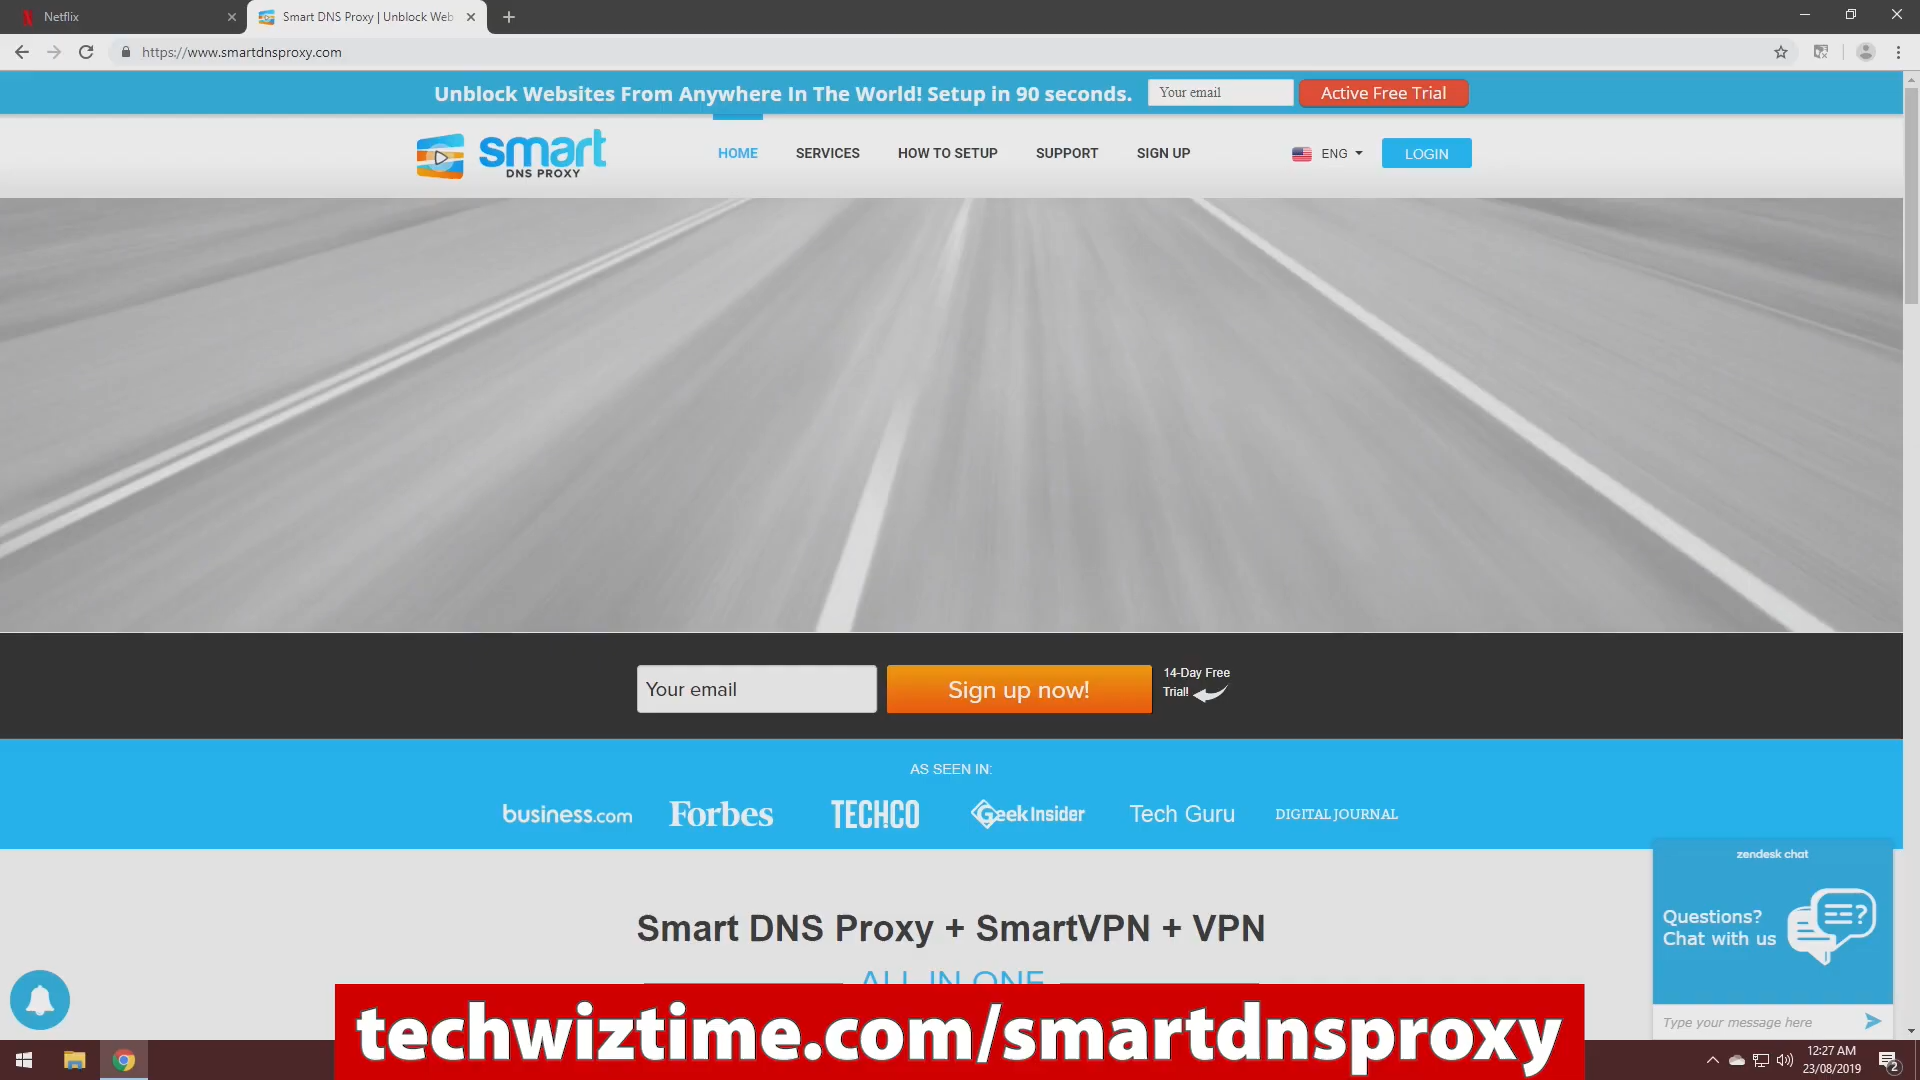 Netflix
Smart DNS Proxy | Unblock Web
https://www.smartdnsproxy.com
Unblock Websites From Anywhere In The World! Setup in 90 seconds.
Your email
Active Free Trial
smart
DNS PROXY
HOME
SERVICES
HOW TO SETUP
SUPPORT
SIGN UP
ENG
LOGIN
Your email
Sign up now!
14-Day Free
Trial!
AS SEEN IN:
business.com
Forbes
TECH.CO
Geek Insider
Tech Guru
DIGITAL JOURNAL
zendesk chat
Questions?
Chat with us
Smart DNS Proxy + SmartVPN + VPN
ALL IN ONE
Type your message here
techwiztime.com/smartdnsproxy
12:27 AM
23/08/2019
2